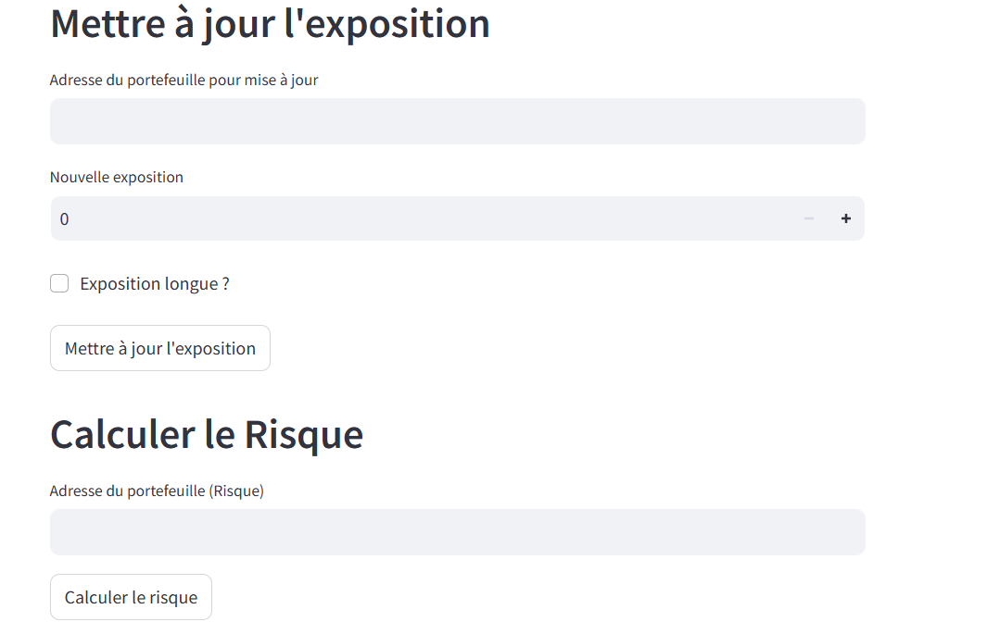 Mettre à jour l'exposition
Adresse du portefeuille pour mise à jour
Nouvelle exposition
0
Exposition longue ?
Mettre à jour l'exposition
Calculer le Risque
Adresse du portefeuille (Risque)
Calculer le risque